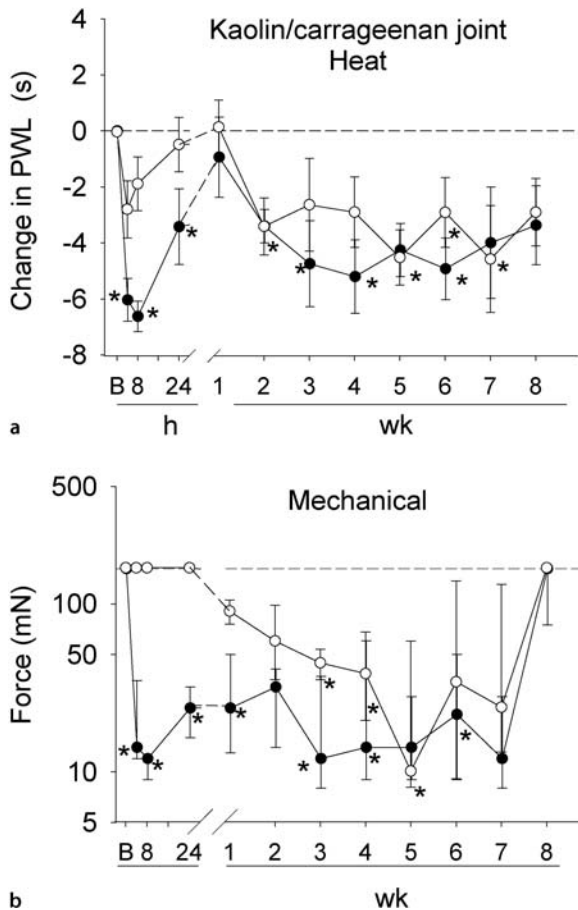 Kaolin/carrageenan joint
Heat
Change in PWL (s)
4
2
0
-2
-4
-6
-8
* * * * * * * * * *
B 8 24 1 2 3 4 5 6 7 8
h wk
a
Mechanical
Force (mN)
500
100
50
10
5
* * * * * * * * * *
B 8 24 1 2 3 4 5 6 7 8
wk
b